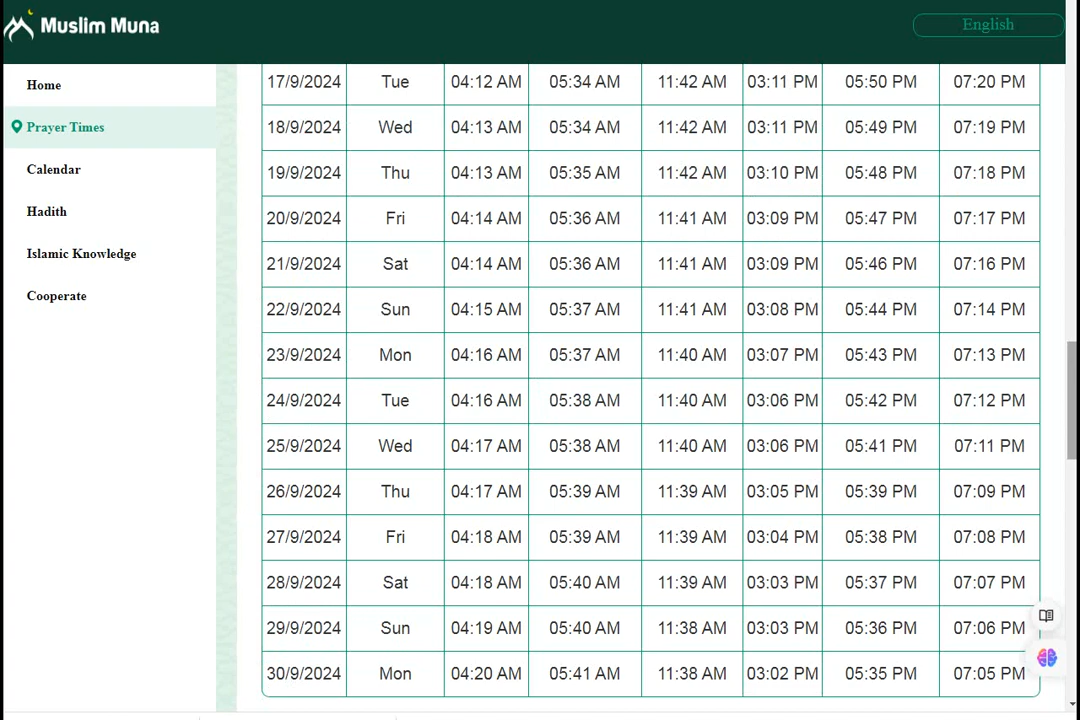 Muslim Muna
English
Home
Prayer Times
Calendar
Hadith
Islamic Knowledge
Cooperate
17/9/2024 Tue 04:12 AM 05:34 AM 11:42 AM 03:11 PM 05:50 PM 07:20 PM
18/9/2024 Wed 04:13 AM 05:34 AM 11:42 AM 03:11 PM 05:49 PM 07:19 PM
19/9/2024 Thu 04:13 AM 05:35 AM 11:42 AM 03:10 PM 05:48 PM 07:18 PM
20/9/2024 Fri 04:14 AM 05:36 AM 11:41 AM 03:09 PM 05:47 PM 07:17 PM
21/9/2024 Sat 04:14 AM 05:36 AM 11:41 AM 03:09 PM 05:46 PM 07:16 PM
22/9/2024 Sun 04:15 AM 05:37 AM 11:41 AM 03:08 PM 05:44 PM 07:14 PM
23/9/2024 Mon 04:16 AM 05:37 AM 11:40 AM 03:07 PM 05:43 PM 07:13 PM
24/9/2024 Tue 04:16 AM 05:38 AM 11:40 AM 03:06 PM 05:42 PM 07:12 PM
25/9/2024 Wed 04:17 AM 05:38 AM 11:40 AM 03:06 PM 05:41 PM 07:11 PM
26/9/2024 Thu 04:17 AM 05:39 AM 11:39 AM 03:05 PM 05:39 PM 07:09 PM
27/9/2024 Fri 04:18 AM 05:39 AM 11:39 AM 03:04 PM 05:38 PM 07:08 PM
28/9/2024 Sat 04:18 AM 05:40 AM 11:39 AM 03:03 PM 05:37 PM 07:07 PM
29/9/2024 Sun 04:19 AM 05:40 AM 11:38 AM 03:03 PM 05:36 PM 07:06 PM
30/9/2024 Mon 04:20 AM 05:41 AM 11:38 AM 03:02 PM 05:35 PM 07:05 PM